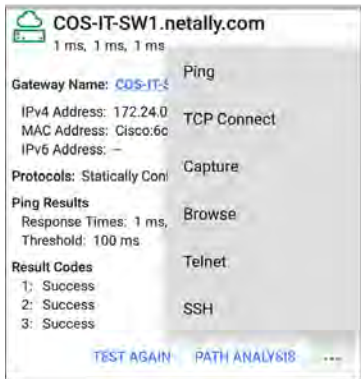 COS-IT-SW1.netally.com
1 ms, 1 ms, 1 ms
Gateway Name: COS-IT-S
IPv4 Address: 172.24.0
MAC Address: Cisco:6c
IPv6 Address: --
Protocols: Statically Con
Ping Results
Response Times: 1 ms,
Threshold: 100 ms
Result Codes
1: Success
2: Success
3: Success
Ping
TCP Connect
Capture
Browse
Telnet
SSH
TEST AGAIN PATH ANALYSIS ...